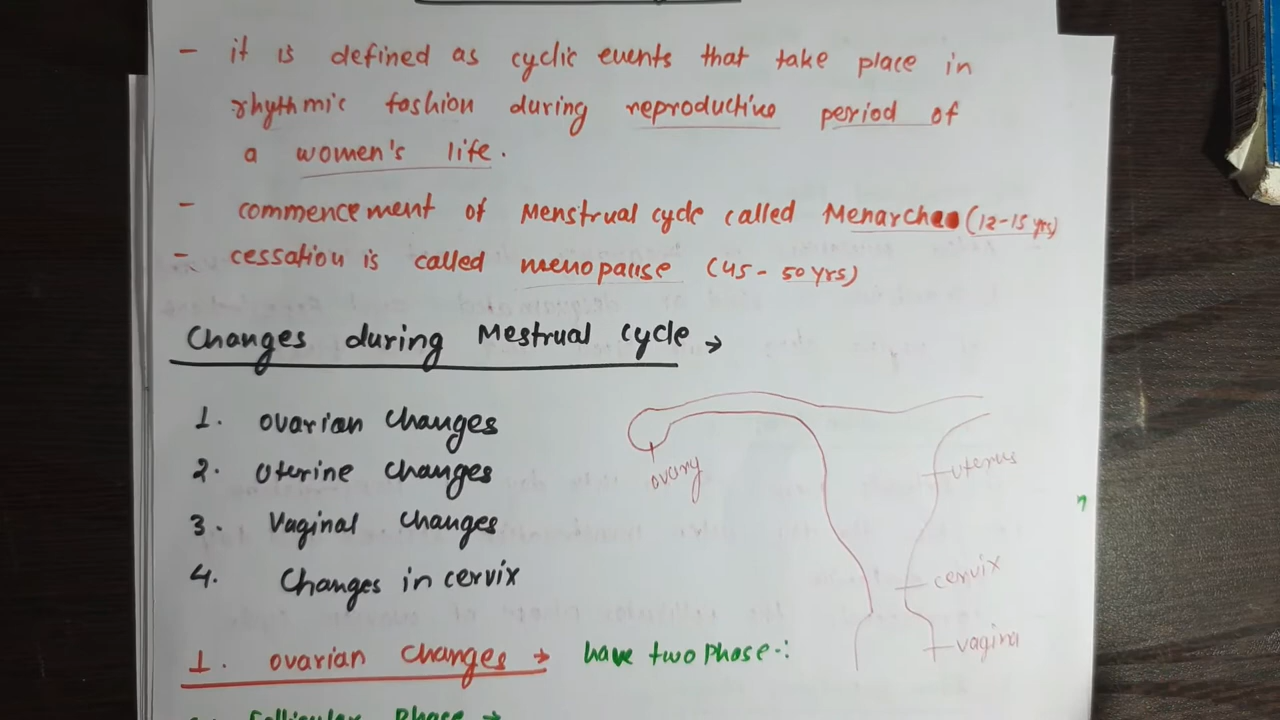 - it is defined as cyclic events that take place in
rhythmic fashion during reproductive period of
a women's life.
- commencement of Menstrual cycle called Menarche (12-15 yrs)
- cessation is called menopause (45-50 yrs)
Changes during Mestrual cycle →
1. ovarian changes
2. Uterine changes
3. Vaginal changes
4. Changes in cervix
ovary
uterus
cervix
vagina
1. ovarian changes → have two phase-:
Follicular Phase →